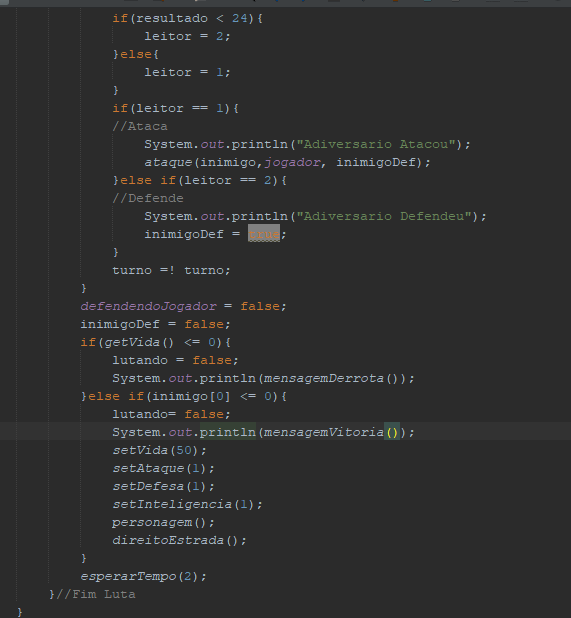 if(resultado < 24){
leitor = 2;
}else{
leitor = 1;
}
if(leitor == 1){
//Ataca
System.out.println("Adiversario Atacou");
ataque(inimigo,jogador, inimigoDef);
}else if(leitor == 2){
//Defende
System.out.println("Adiversario Defendeu");
inimigoDef = true;
}
turno =! turno;
}
defendendoJogador = false;
inimigoDef = false;
if(getVida() <= 0){
lutando = false;
System.out.println(mensagemDerrota());
}else if(inimigo[0] <= 0){
lutando= false;
System.out.println(mensagemVitoria());
setVida(50);
setAtaque(1);
setDefesa(1);
setInteligencia(1);
personagem();
direitoEstrada();
}
esperarTempo(2);
}//Fim Luta
}